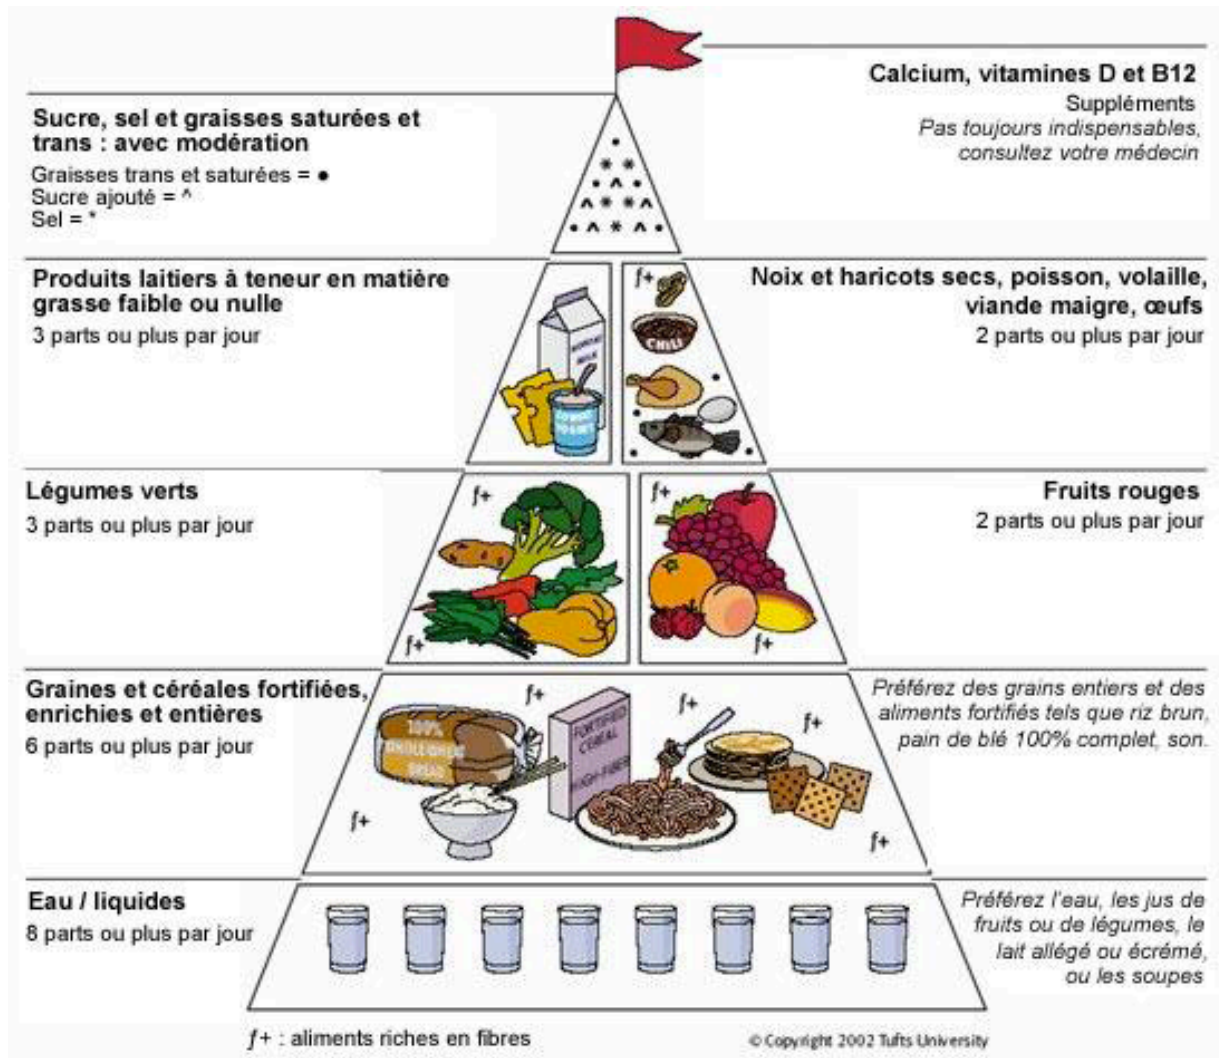 Calcium, vitamines D et B12
Suppléments
Pas toujours indispensables,
consultez votre médecin
Sucre, sel et graisses saturées et
trans : avec modération
Graisses trans et saturées = •
Sucre ajouté = ^
Sel = *
Produits laitiers à teneur en matière
grasse faible ou nulle
3 parts ou plus par jour
Noix et haricots secs, poisson, volaille,
viande maigre, œufs
2 parts ou plus par jour
ƒ+
CHILI
MILK
Légumes verts
3 parts ou plus par jour
ƒ+
ƒ+
Fruits rouges
2 parts ou plus par jour
ƒ+
ƒ+
Graines et céréales fortifiées,
enrichies et entières
6 parts ou plus par jour
Préférez des grains entiers et des
aliments fortifiés tels que riz brun,
pain de blé 100% complet, son.
ƒ+
ƒ+
ƒ+
100%
WHOLE WHEAT
BREAD
FORTIFIED
CEREAL
HIGH-FIBER
ƒ+
ƒ+
Eau / liquides
8 parts ou plus par jour
Préférez l'eau, les jus de
fruits ou de légumes, le
lait allégé ou écrémé,
ou les soupes
ƒ+ : aliments riches en fibres
© Copyright 2002 Tufts University